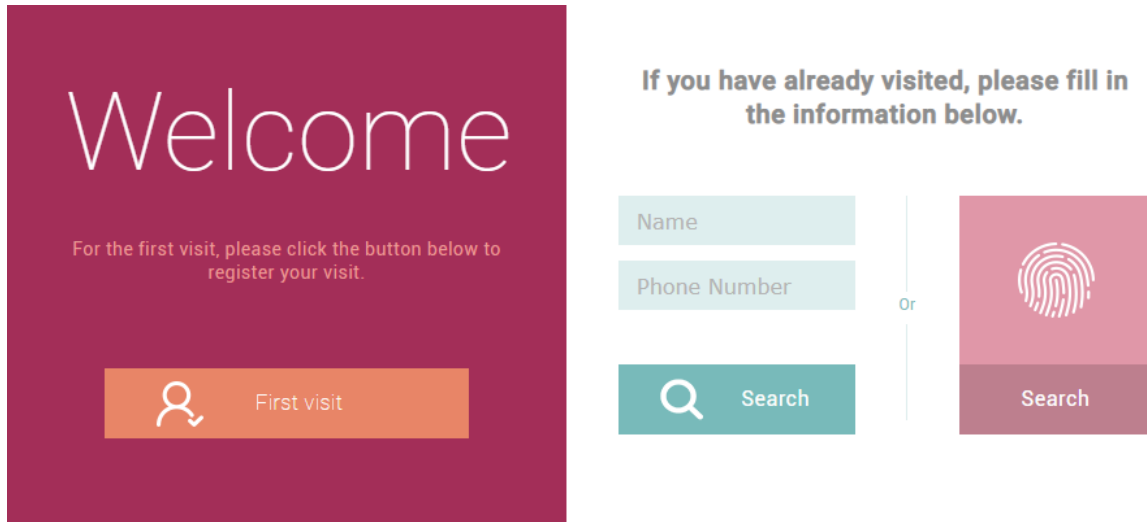 Welcome
For the first visit, please click the button below to
register your visit.
First visit
If you have already visited, please fill in
the information below.
Name
Phone Number
Search
Or
Search